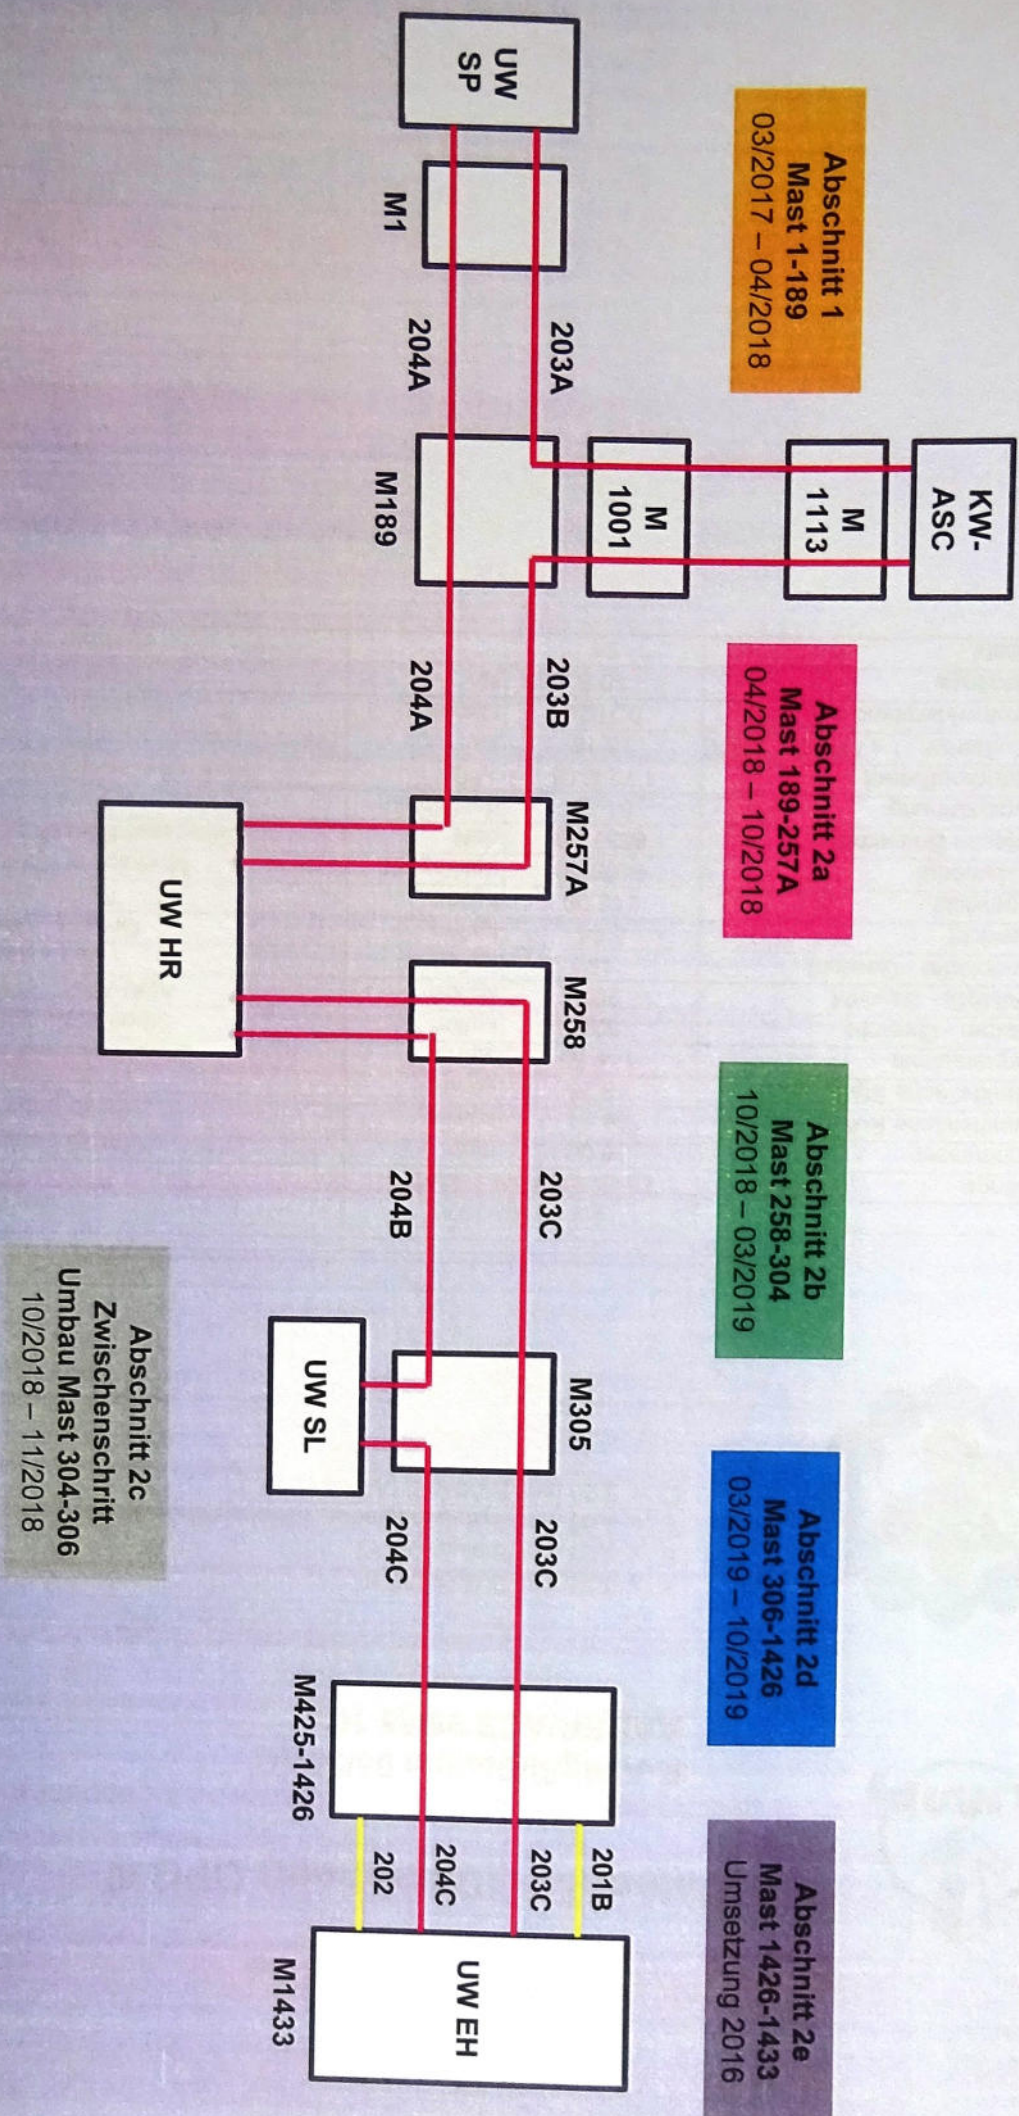 Abschnitt 1
Mast 1-189
03/2017 – 04/2018
Abschnitt 2a
Mast 189-257A
04/2018 – 10/2018
Abschnitt 2b
Mast 258-304
10/2018 – 03/2019
Abschnitt 2d
Mast 306-1426
03/2019 – 10/2019
Abschnitt 2e
Mast 1426-1433
Umsetzung 2016
KW-
ASC
M
1113
M
1001
UW
SP
M1
203A
204A
M189
203B
204A
M257A
M258
UW HR
203C
204B
M305
UW SL
203C
204C
M425-1426
201B
203C
204C
202
UW EH
M1433
Abschnitt 2c
Zwischenschritt
Umbau Mast 304-306
10/2018 – 11/2018